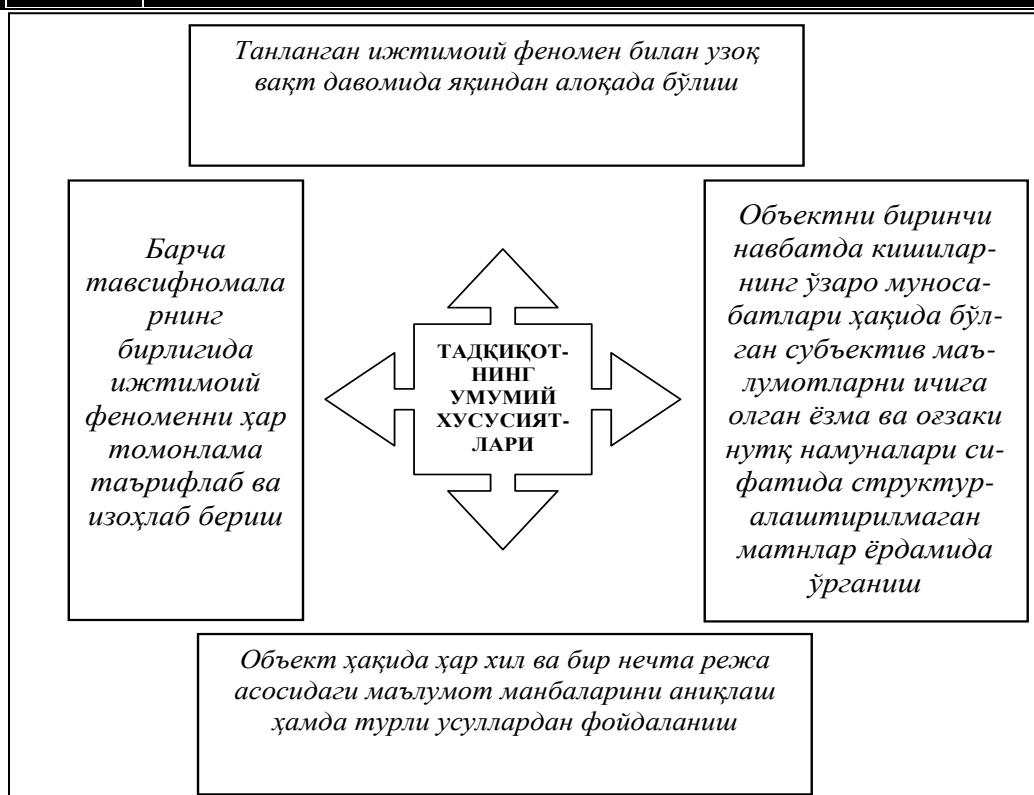 Танланган ижтимоий феномен билан узоқ
вақт давомида яқиндан алоқада бўлиш
Барча
тавсифнома­ла
рнинг
бирлигида
ижтимоий
феноменни ҳар
томонлама
таърифлаб ва
изоҳлаб бериш
ТАДҚИҚОТ-
НИНГ
УМУМИЙ
ХУСУСИЯТ-
ЛАРИ
Объектни биринчи
навбатда кишилар-
нинг ўзаро муноса-
батлари ҳақида бўл-
ган субъектив маъ-
лумотларни ичига
олган ёзма ва оғзаки
нутқ намуналари си-
фатида структур-
алаштирилмаган
матнлар ёрдамида
ўрганиш
Объект ҳақида ҳар хил ва бир нечта режа
асосидаги маълумот манбаларини аниқлаш
ҳамда турли усуллардан фойдаланиш